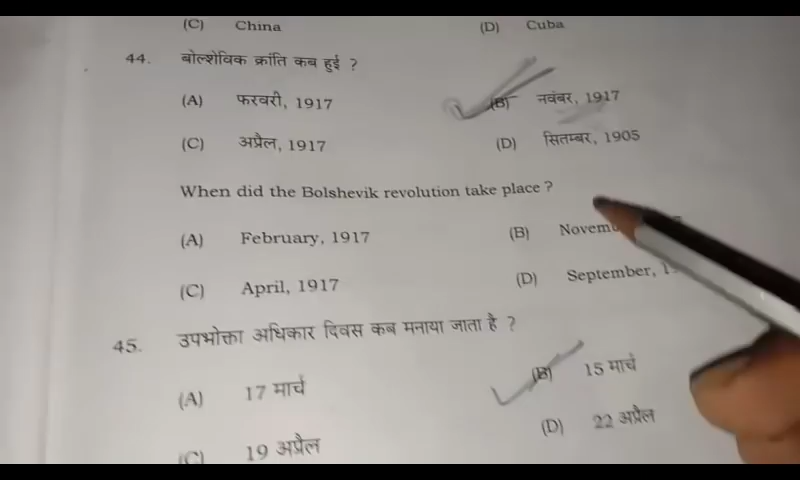 (C) China (D) Cuba
44. बोल्शेविक क्रांति कब हुई ?
(A) फरवरी, 1917 (B) नवंबर, 1917
(C) अप्रैल, 1917 (D) सितम्बर, 1905
When did the Bolshevik revolution take place ?
(A) February, 1917 (B)
(C) April, 1917 (D) September,
45. उपभोक्ता अधिकार दिवस कब मनाया जाता है ?
(A) 17 मार्च (B) 15 मार्च
(C) 19 अप्रैल (D) 22 अप्रैल